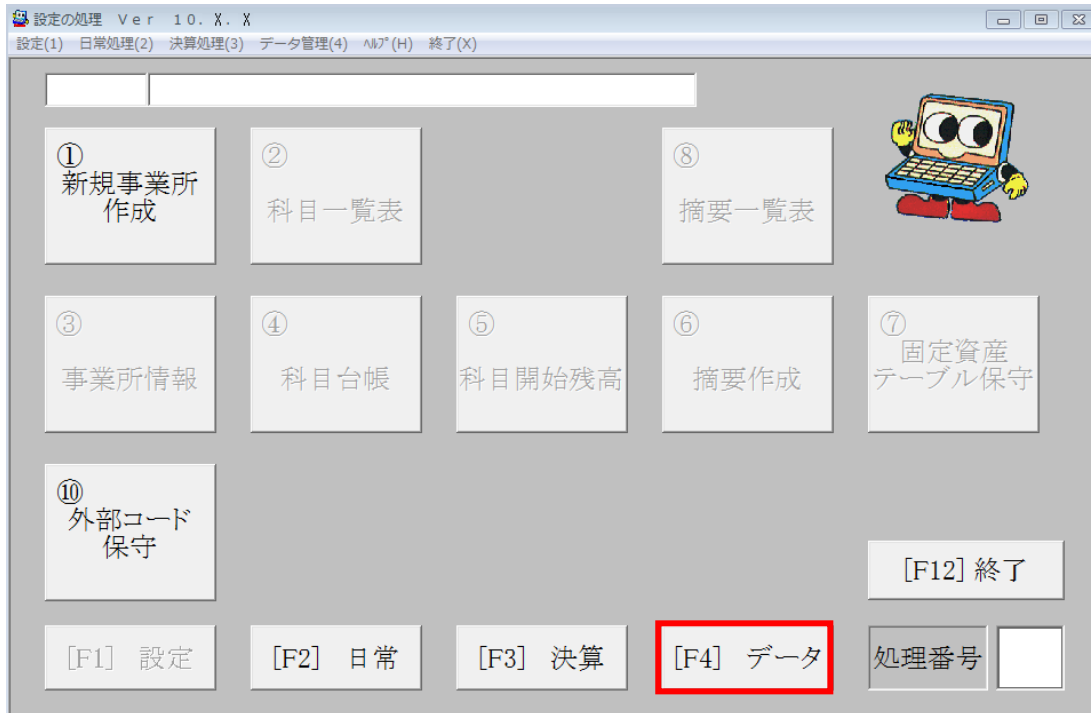 設定の処理 Ver 10. X. X
設定(1) 日常処理(2) 決算処理(3) データ管理(4) ﾍﾙﾌﾟ(H) 終了(X)
①
新規事業所
作成
②
科目一覧表
⑧
摘要一覧表
③
事業所情報
④
科目台帳
⑤
科目開始残高
⑥
摘要作成
⑦
固定資産
テーブル保守
⑩
外部コード
保守
[F12] 終了
[F1] 設定
[F2] 日常
[F3] 決算
[F4] データ
処理番号